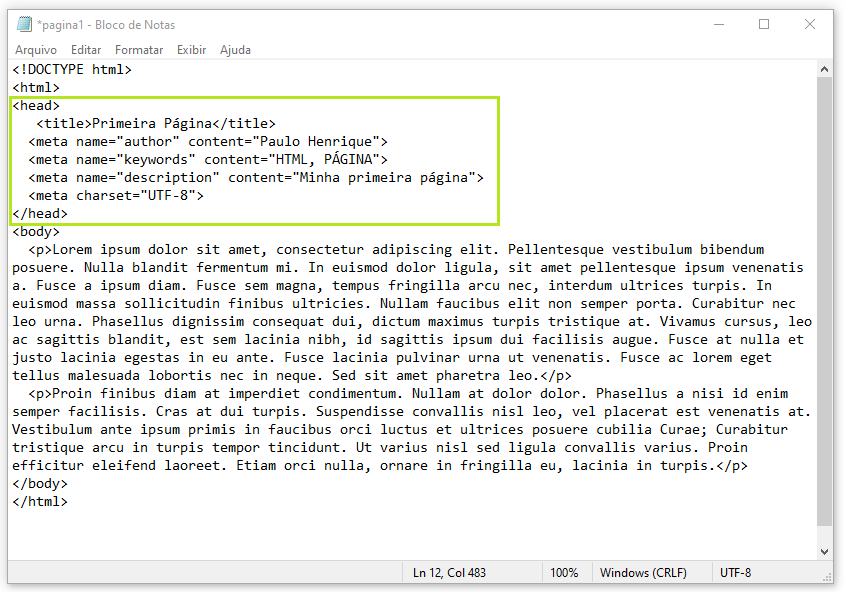 *pagina1 - Bloco de Notas
Arquivo Editar Formatar Exibir Ajuda
<!DOCTYPE html>
<html>
<head>
   <title>Primeira Página</title>
  <meta name="author" content="Paulo Henrique">
  <meta name="keywords" content="HTML, PÁGINA">
  <meta name="description" content="Minha primeira página">
  <meta charset="UTF-8">
</head>
<body>
  <p>Lorem ipsum dolor sit amet, consectetur adipiscing elit. Pellentesque vestibulum bibendum
posuere. Nulla blandit fermentum mi. In euismod dolor ligula, sit amet pellentesque ipsum venenatis
a. Fusce a ipsum diam. Fusce sem magna, tempus fringilla arcu nec, interdum ultrices turpis. In
euismod massa sollicitudin finibus ultricies. Nullam faucibus elit non semper porta. Curabitur nec
leo urna. Phasellus dignissim consequat dui, dictum maximus turpis tristique at. Vivamus cursus, leo
ac sagittis blandit, est sem lacinia nibh, id sagittis ipsum dui facilisis augue. Fusce at nulla et
justo lacinia egestas in eu ante. Fusce lacinia pulvinar urna ut venenatis. Fusce ac lorem eget
tellus malesuada lobortis nec in neque. Sed sit amet pharetra leo.</p>
  <p>Proin finibus diam at imperdiet condimentum. Nullam at dolor dolor. Phasellus a nisi id enim
semper facilisis. Cras at dui turpis. Suspendisse convallis nisl leo, vel placerat est venenatis at.
Vestibulum ante ipsum primis in faucibus orci luctus et ultrices posuere cubilia Curae; Curabitur
tristique arcu in turpis tempor tincidunt. Ut varius nisl sed ligula convallis varius. Proin
efficitur eleifend laoreet. Etiam orci nulla, ornare in fringilla eu, lacinia in turpis.</p>
</body>
</html>
Ln 12, Col 483 100% Windows (CRLF) UTF-8